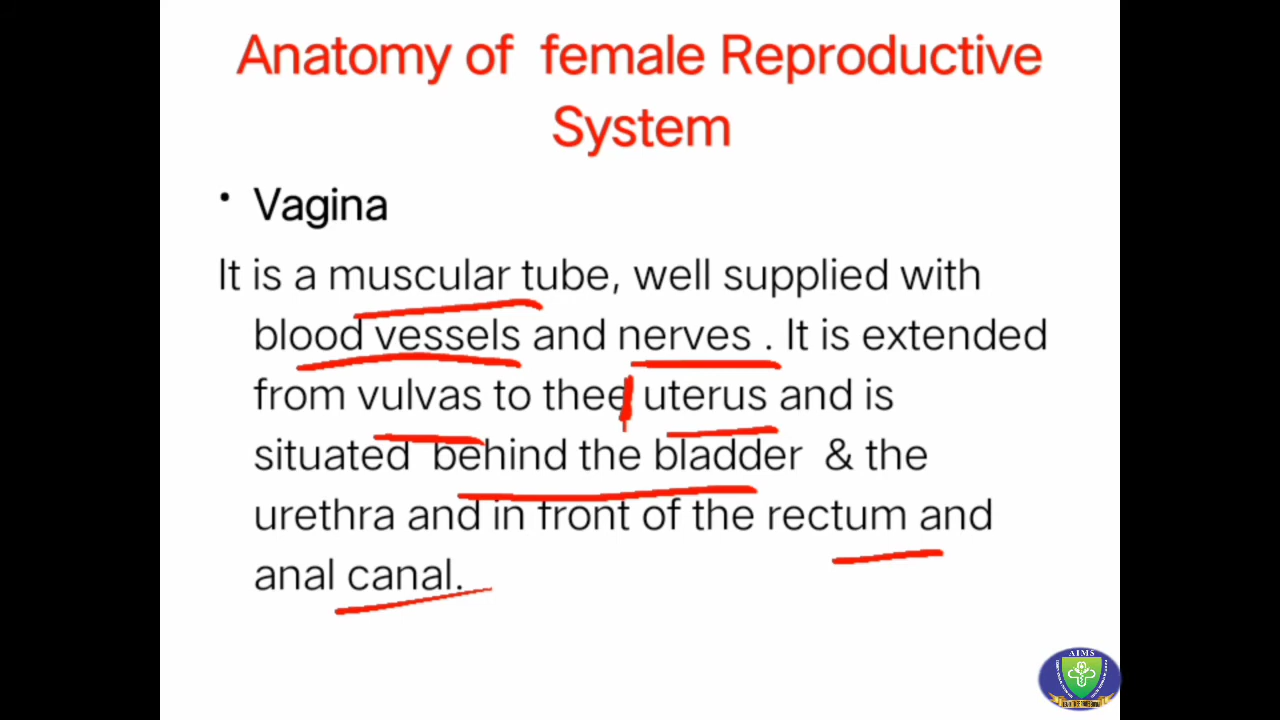 Anatomy of female Reproductive
System
• Vagina
It is a muscular tube, well supplied with
blood vessels and nerves . It is extended
from vulvas to thee uterus and is
situated behind the bladder & the
urethra and in front of the rectum and
anal canal.
AIMS